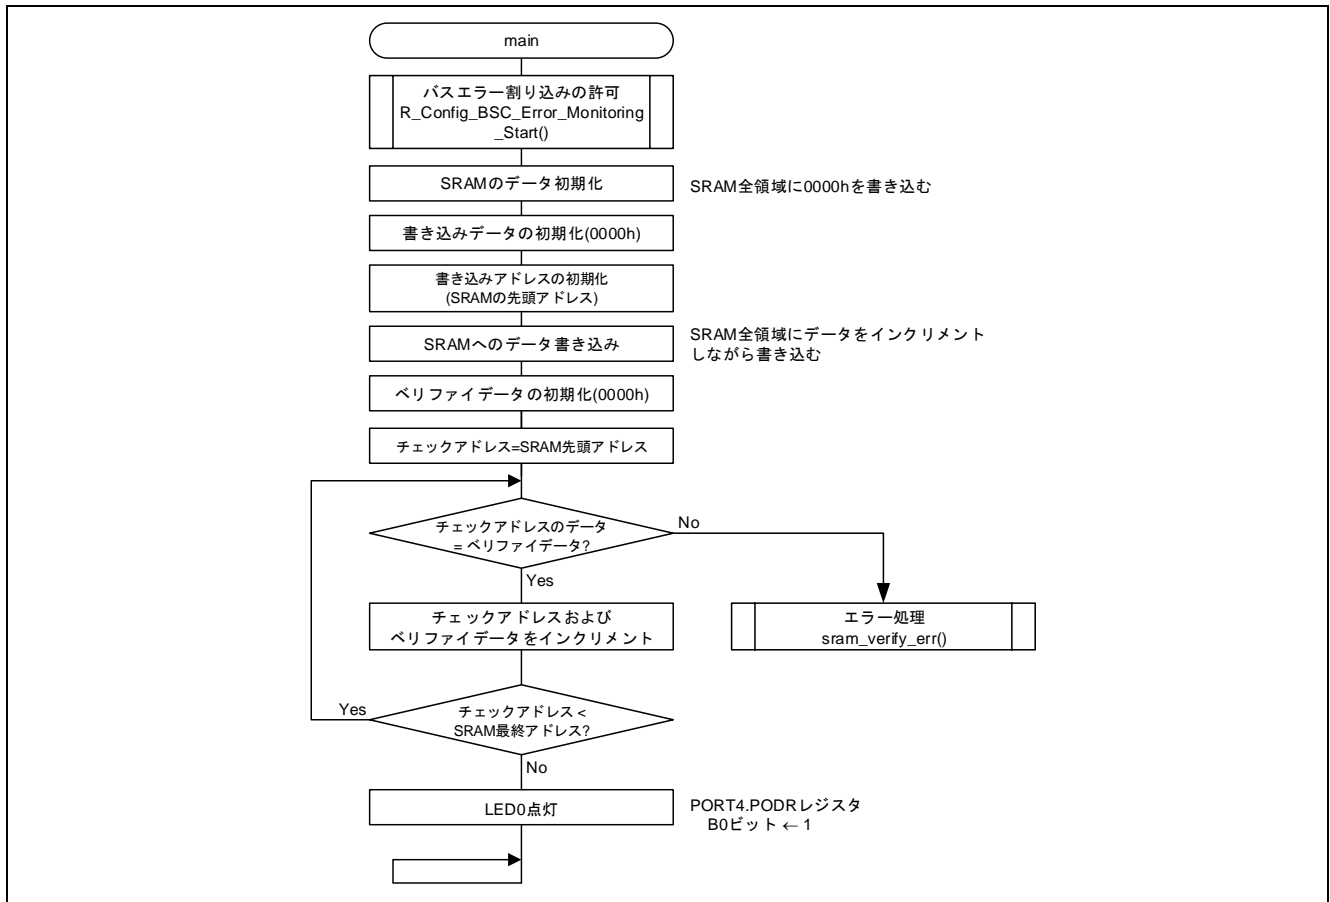 main
バスエラー割り込みの許可
R_Config_BSC_Error_Monitoring
_Start()
SRAMのデータ初期化
SRAM全領域に0000hを書き込む
書き込みデータの初期化(0000h)
書き込みアドレスの初期化
(SRAMの先頭アドレス)
SRAMへのデータ書き込み
SRAM全領域にデータをインクリメント
しながら書き込む
ベリファイデータの初期化(0000h)
チェックアドレス=SRAM先頭アドレス
チェックアドレスのデータ
= ベリファイデータ?
No
Yes
チェックアドレスおよび
ベリファイデータをインクリメント
エラー処理
sram_verify_err()
チェックアドレス <
SRAM最終アドレス?
Yes
No
LED0点灯
PORT4.PODRレジスタ
B0ビット ← 1